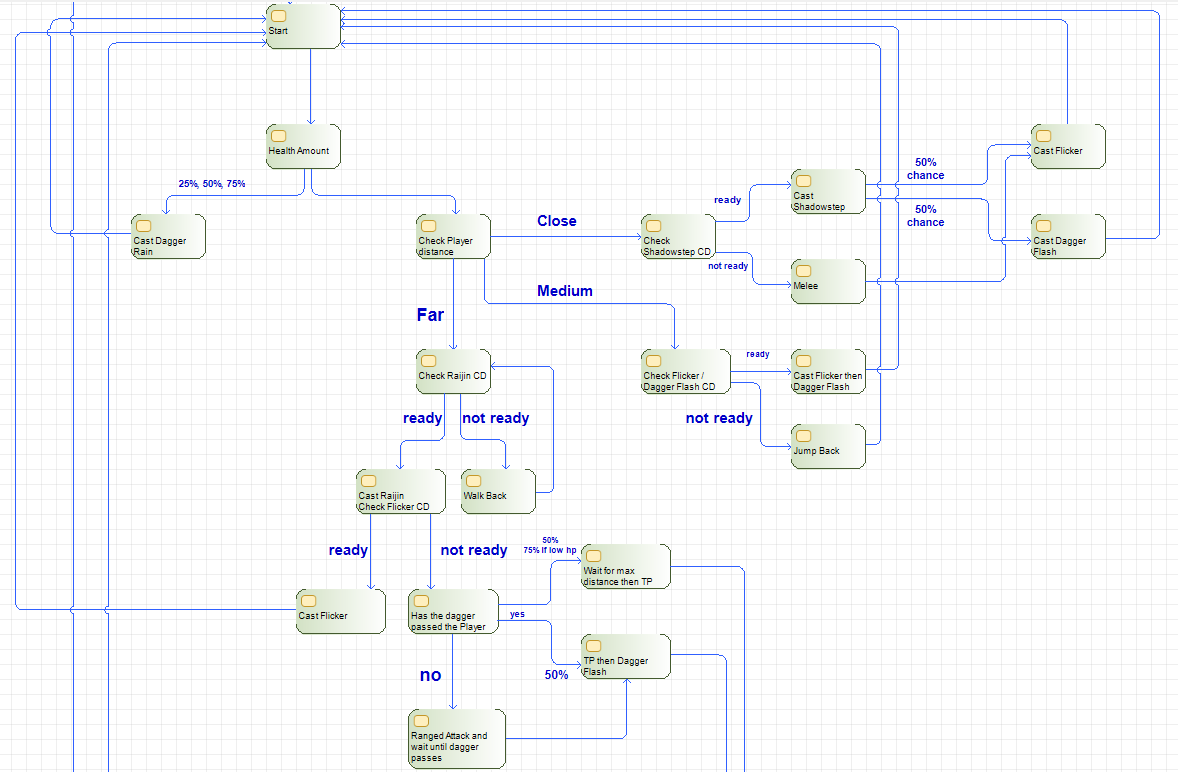 Start
Health Amount
25%, 50%, 75%
Cast Dagger
Rain
Check Player
distance
Close
Check
Shadowstep CD
ready
Cast
Shadowstep
50%
chance
50%
chance
Cast Flicker
Cast Dagger
Flash
not ready
Melee
Medium
Far
Check Raijin CD
Check Flicker /
Dagger Flash CD
ready
Cast Flicker then
Dagger Flash
not ready
Jump Back
ready
not ready
Cast Raijin
Check Flicker CD
Walk Back
ready
not ready
50%
75% if low hp
Wait for max
distance then TP
Cast Flicker
Has the dagger
passed the Player
yes
TP then Dagger
Flash
50%
no
Ranged Attack and
wait until dagger
passes